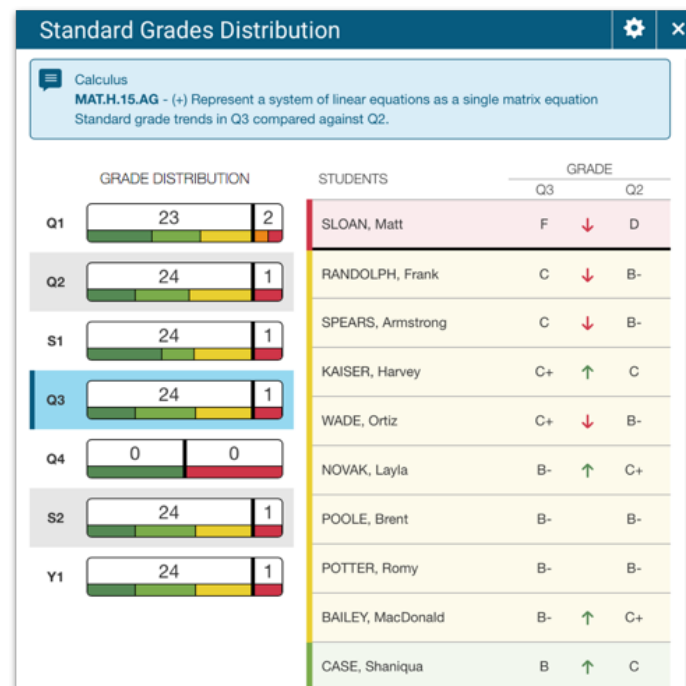 Standard Grades Distribution
Calculus
MAT.H.15.AG - (+) Represent a system of linear equations as a single matrix equation
Standard grade trends in Q3 compared against Q2.
GRADE DISTRIBUTION
Q1 23 2
Q2 24 1
S1 24 1
Q3 24 1
Q4 0 0
S2 24 1
Y1 24 1
STUDENTS GRADE
Q3 Q2
SLOAN, Matt F ↓ D
RANDOLPH, Frank C ↓ B-
SPEARS, Armstrong C ↓ B-
KAISER, Harvey C+ ↑ C
WADE, Ortiz C+ ↓ B-
NOVAK, Layla B- ↑ C+
POOLE, Brent B- B-
POTTER, Romy B- B-
BAILEY, MacDonald B- ↑ C+
CASE, Shaniqua B ↑ C